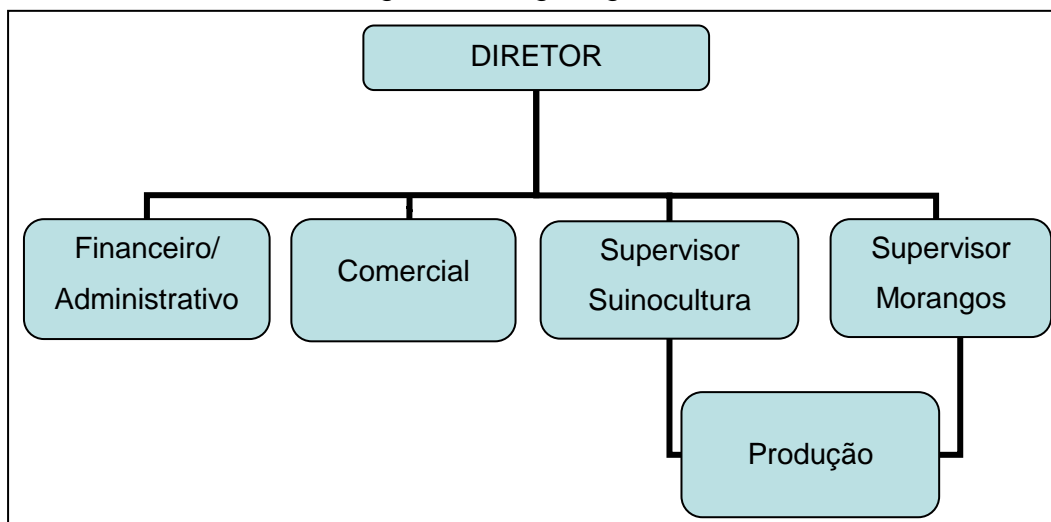 DIRETOR
Financeiro/
Administrativo
Comercial
Supervisor
Suinocultura
Supervisor
Morangos
Produção